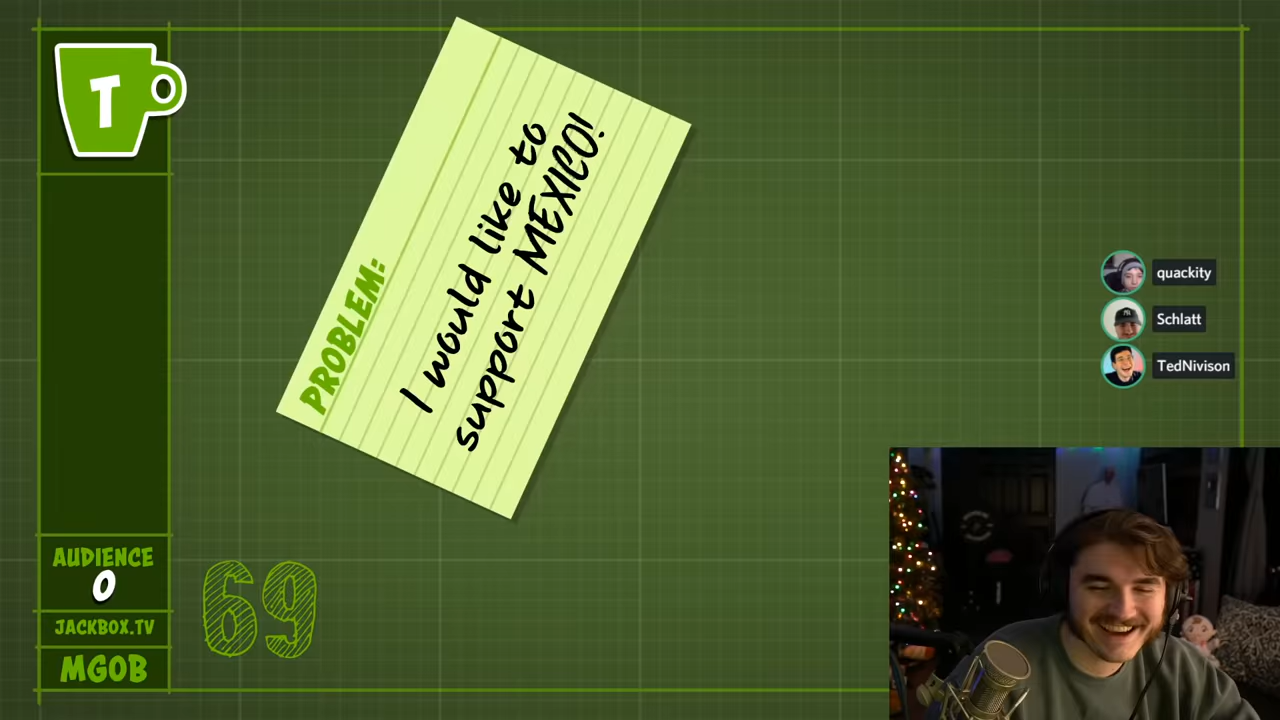 T
PROBLEM:
I would like to
support MEXICO!
quackity
Schlatt
TedNivison
AUDIENCE
0
JACKBOX.TV
MGOB
69